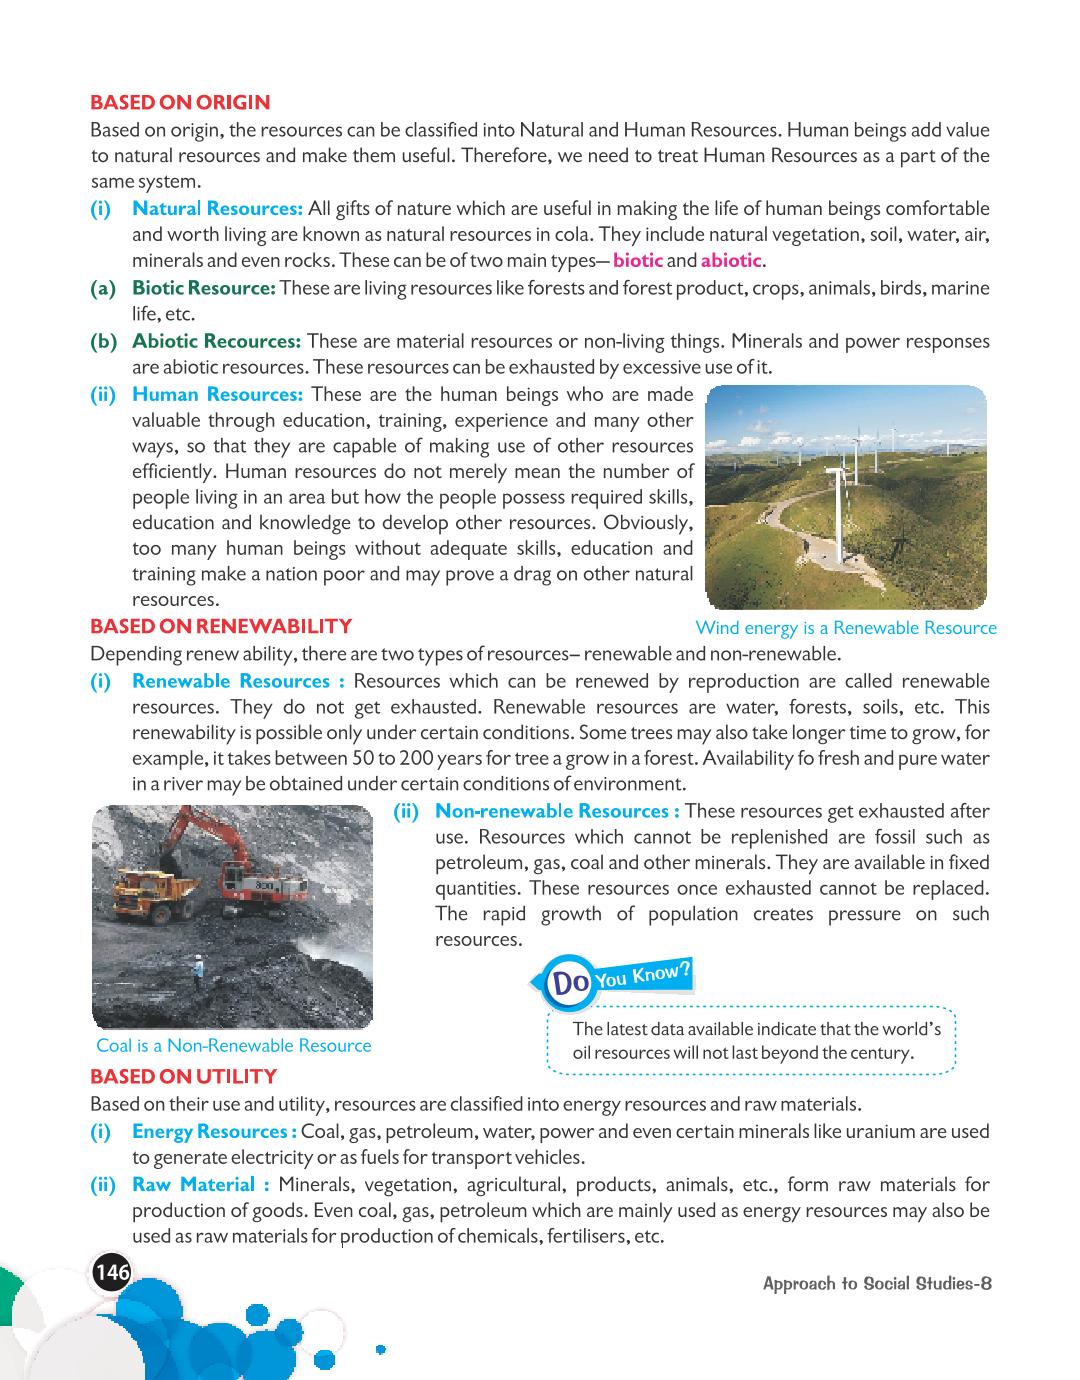 BASED ON ORIGIN
Based on origin, the resources can be classified into Natural and Human Resources. Human beings add value
to natural resources and make them useful. Therefore, we need to treat Human Resources as a part of the
same system.
(i) Natural Resources: All gifts of nature which are useful in making the life of human beings comfortable
and worth living are known as natural resources in cola. They include natural vegetation, soil, water, air,
minerals and even rocks. These can be of two main types– biotic and abiotic.
(a) Biotic Resource: These are living resources like forests and forest product, crops, animals, birds, marine
life, etc.
(b) Abiotic Recources: These are material resources or non-living things. Minerals and power responses
are abiotic resources. These resources can be exhausted by excessive use of it.
(ii) Human Resources: These are the human beings who are made
valuable through education, training, experience and many other
ways, so that they are capable of making use of other resources
efficiently. Human resources do not merely mean the number of
people living in an area but how the people possess required skills,
education and knowledge to develop other resources. Obviously,
too many human beings without adequate skills, education and
training make a nation poor and may prove a drag on other natural
resources.
Wind energy is a Renewable Resource
BASED ON RENEWABILITY
Depending renew ability, there are two types of resources– renewable and non-renewable.
(i) Renewable Resources : Resources which can be renewed by reproduction are called renewable
resources. They do not get exhausted. Renewable resources are water, forests, soils, etc. This
renewability is possible only under certain conditions. Some trees may also take longer time to grow, for
example, it takes between 50 to 200 years for tree a grow in a forest. Availability fo fresh and pure water
in a river may be obtained under certain conditions of environment.
(ii) Non-renewable Resources : These resources get exhausted after
use. Resources which cannot be replenished are fossil such as
petroleum, gas, coal and other minerals. They are available in fixed
quantities. These resources once exhausted cannot be replaced.
The rapid growth of population creates pressure on such
resources.
Coal is a Non-Renewable Resource
Do You Know?
The latest data available indicate that the world's
oil resources will not last beyond the century.
BASED ON UTILITY
Based on their use and utility, resources are classified into energy resources and raw materials.
(i) Energy Resources : Coal, gas, petroleum, water, power and even certain minerals like uranium are used
to generate electricity or as fuels for transport vehicles.
(ii) Raw Material : Minerals, vegetation, agricultural, products, animals, etc., form raw materials for
production of goods. Even coal, gas, petroleum which are mainly used as energy resources may also be
used as raw materials for production of chemicals, fertilisers, etc.
146
Approach to Social Studies-8